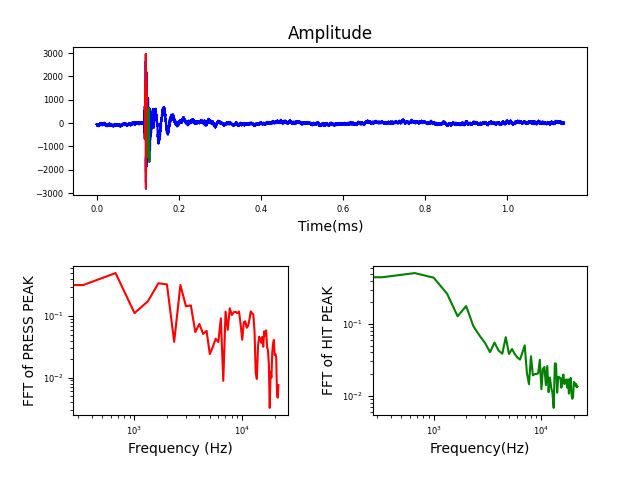 Amplitude
3000
2000
1000
0
−1000
−2000
−3000
0.0 0.2 0.4 0.6 0.8 1.0
Time(ms)
FFT of PRESS PEAK
10⁻¹
10⁻²
10³ 10⁴
Frequency (Hz)
FFT of HIT PEAK
10⁻¹
10⁻²
10³ 10⁴
Frequency(Hz)